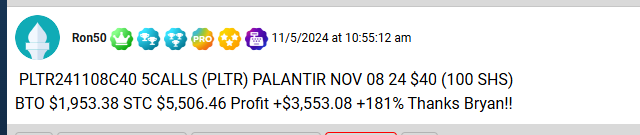 Ron50 PRO 11/5/2024 at 10:55:12 am
PLTR241108C40 5CALLS (PLTR) PALANTIR NOV 08 24 $40 (100 SHS)
BTO $1,953.38 STC $5,506.46 Profit +$3,553.08 +181% Thanks Bryan!!